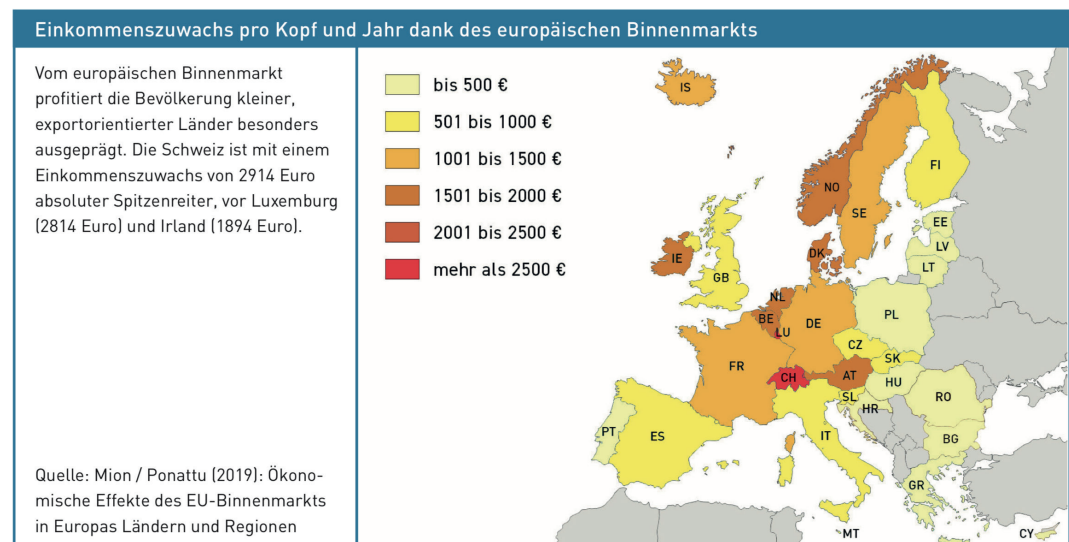 Einkommenszuwachs pro Kopf und Jahr dank des europäischen Binnenmarkts
Vom europäischen Binnenmarkt
profitiert die Bevölkerung kleiner,
exportorientierter Länder besonders
ausgeprägt. Die Schweiz ist mit einem
Einkommenszuwachs von 2914 Euro
absoluter Spitzenreiter, vor Luxemburg
(2814 Euro) und Irland (1894 Euro).
Quelle: Mion / Ponattu (2019): Ökono-
mische Effekte des EU-Binnenmarkts
in Europas Ländern und Regionen
bis 500 €
501 bis 1000 €
1001 bis 1500 €
1501 bis 2000 €
2001 bis 2500 €
mehr als 2500 €
IS
FI
NO
SE
EE
LV
LT
DK
IE
GB
NL
BE
LU
DE
PL
CZ
SK
FR
CH
AT
HU
SL
HR
RO
PT
ES
IT
BG
GR
MT
CY